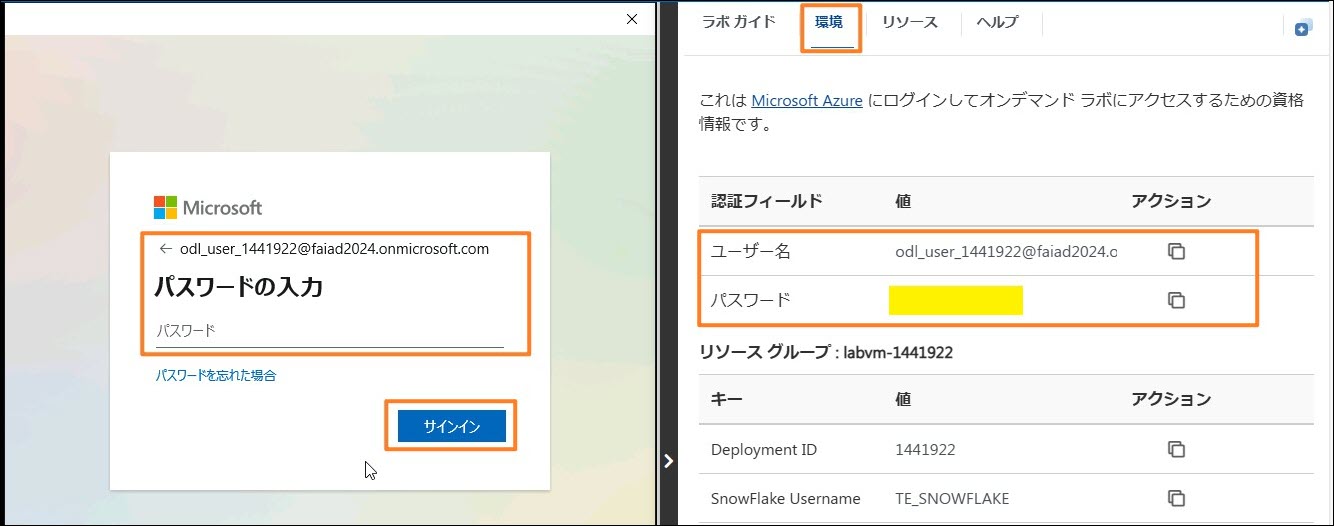 Microsoft
← odl_user_1441922@faiad2024.onmicrosoft.com
パスワードの入力
パスワード
パスワードを忘れた場合
サインイン
ラボ ガイド 環境 リソース ヘルプ
これは Microsoft Azure にログインしてオンデマンド ラボにアクセスするための資格
情報です。
認証フィールド 値 アクション
ユーザー名 odl_user_1441922@faiad2024.o
パスワード
リソース グループ : labvm-1441922
キー 値 アクション
Deployment ID 1441922
SnowFlake Username TE_SNOWFLAKE